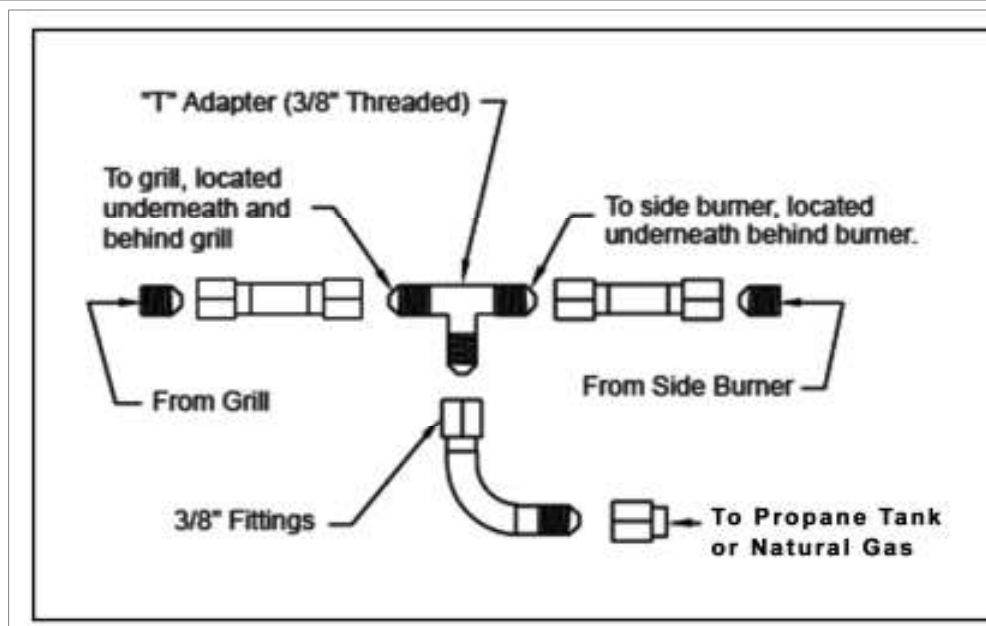 "T" Adapter (3/8" Threaded)
To grill, located
underneath and
behind grill
To side burner, located
underneath behind burner.
From Grill
From Side Burner
3/8" Fittings
To Propane Tank
or Natural Gas